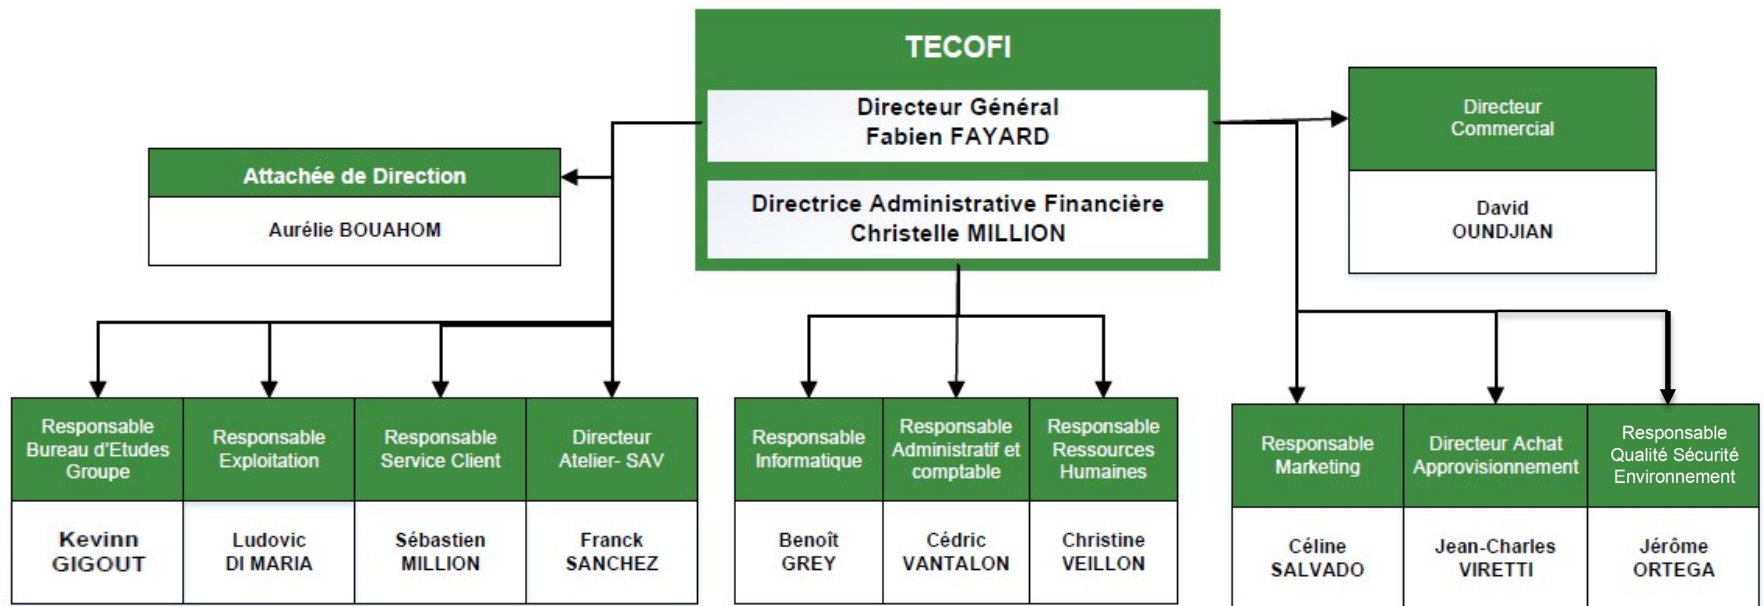 TECOFI
Directeur Général
Fabien FAYARD
Directrice Administrative Financière
Christelle MILLION
Directeur
Commercial
David
OUNDJIAN
Attachée de Direction
Aurélie BOUAHOM
Responsable
Bureau d'Etudes
Groupe
Kevinn
GIGOUT
Responsable
Exploitation
Ludovic
DI MARIA
Responsable
Service Client
Sébastien
MILLION
Directeur
Atelier- SAV
Franck
SANCHEZ
Responsable
Informatique
Benoît
GREY
Responsable
Administratif et
comptable
Cédric
VANTALON
Responsable
Ressources
Humaines
Christine
VEILLON
Responsable
Marketing
Céline
SALVADO
Directeur Achat
Approvisionnement
Jean-Charles
VIRETTI
Responsable
Qualité Sécurité
Environnement
Jérôme
ORTEGA